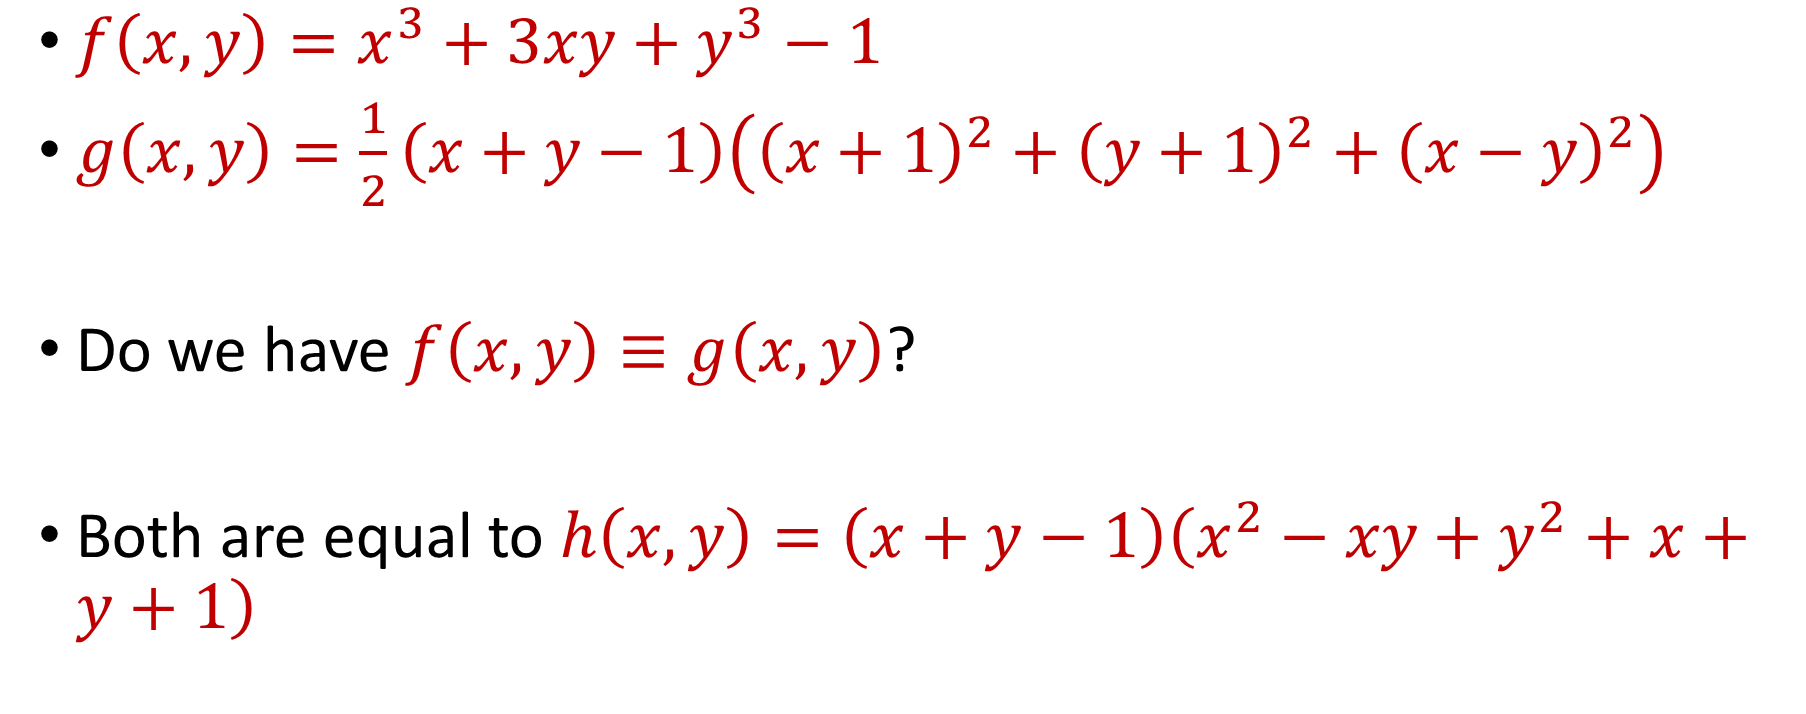 • f(x, y) = x³ + 3xy + y³ − 1
• g(x, y) = ½ (x + y − 1)((x + 1)² + (y + 1)² + (x − y)²)
• Do we have f(x, y) ≡ g(x, y)?
• Both are equal to h(x, y) = (x + y − 1)(x² − xy + y² + x +
y + 1)